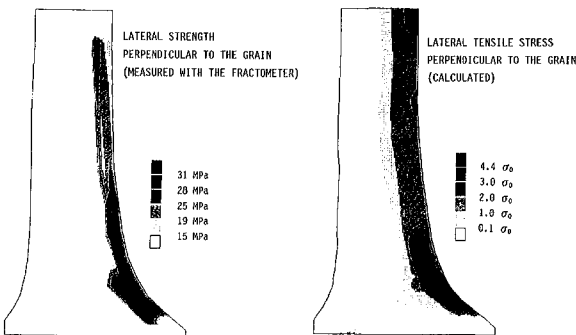 LATERAL STRENGTH
PERPENDICULAR TO THE GRAIN
(MEASURED WITH THE FRACTOMETER)
31 MPa
28 MPa
25 MPa
19 MPa
15 MPa
LATERAL TENSILE STRESS
PERPENDICULAR TO THE GRAIN
(CALCULATED)
4.4 σ₀
3.0 σ₀
2.0 σ₀
1.0 σ₀
0.1 σ₀